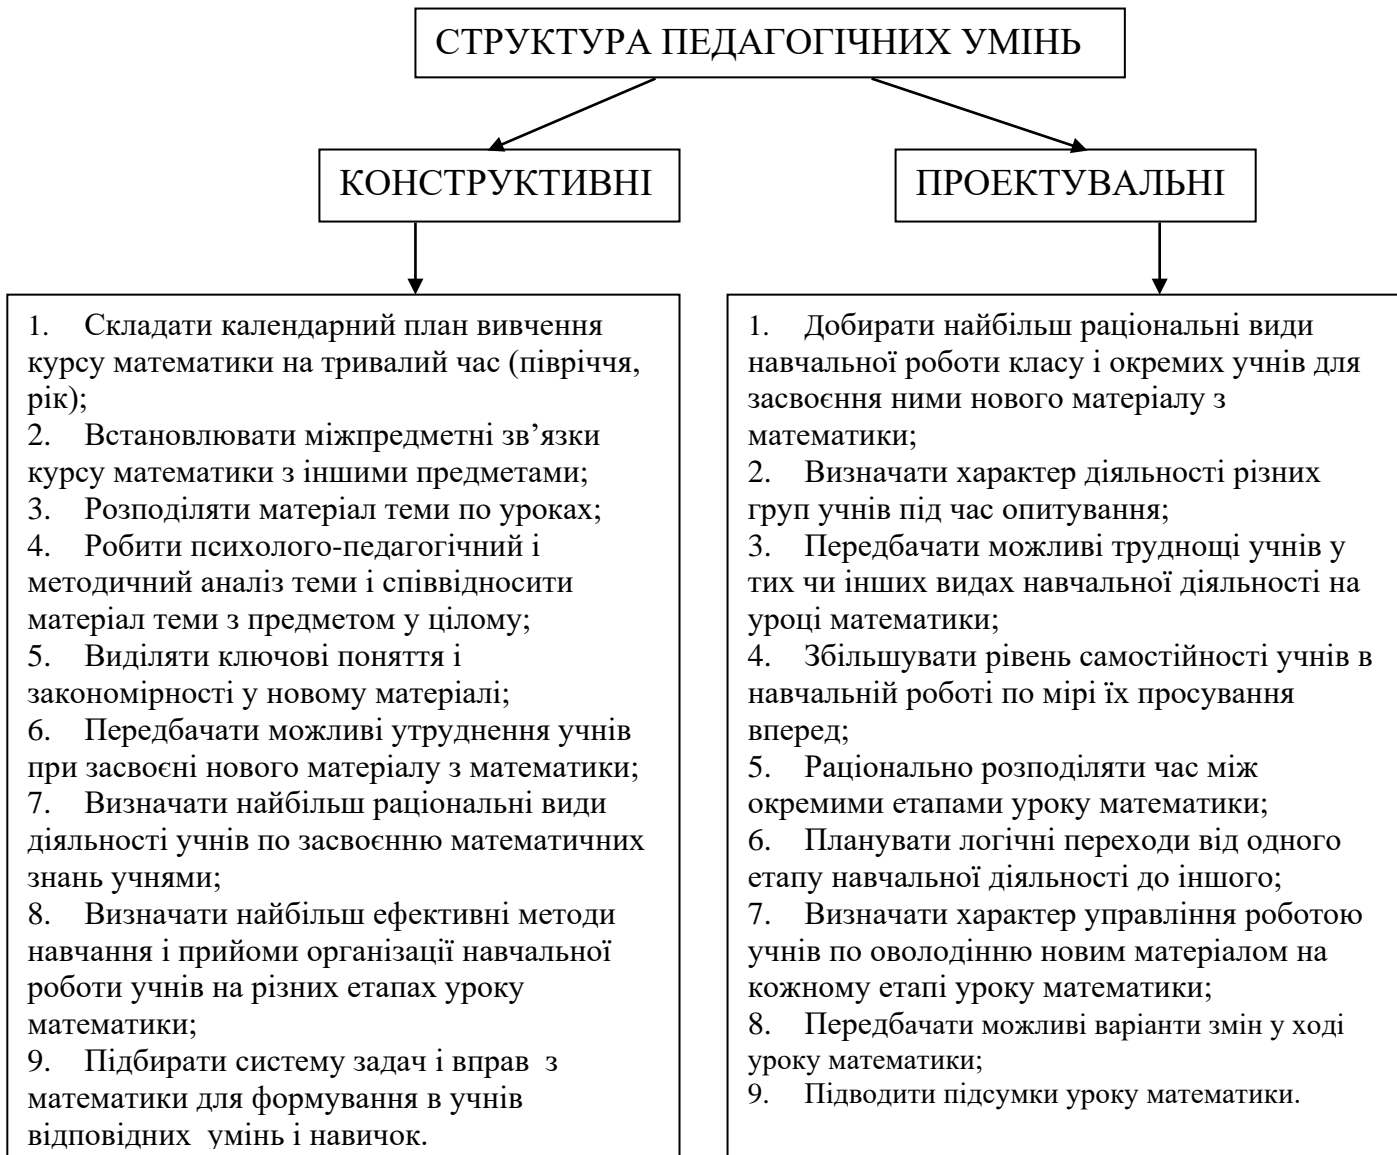 СТРУКТУРА ПЕДАГОГІЧНИХ УМІНЬ
КОНСТРУКТИВНІ
ПРОЕКТУВАЛЬНІ
1. Складати календарний план вивчення
курсу математики на тривалий час (півріччя,
рік);
2. Встановлювати міжпредметні зв’язки
курсу математики з іншими предметами;
3. Розподіляти матеріал теми по уроках;
4. Робити психолого-педагогічний і
методичний аналіз теми і співвідносити
матеріал теми з предметом у цілому;
5. Виділяти ключові поняття і
закономірності у новому матеріалі;
6. Передбачати можливі утруднення учнів
при засвоєні нового матеріалу з математики;
7. Визначати найбільш раціональні види
діяльності учнів по засвоєнню математичних
знань учнями;
8. Визначати найбільш ефективні методи
навчання і прийоми організації навчальної
роботи учнів на різних етапах уроку
математики;
9. Підбирати систему задач і вправ з
математики для формування в учнів
відповідних умінь і навичок.
1. Добирати найбільш раціональні види
навчальної роботи класу і окремих учнів для
засвоєння ними нового матеріалу з
математики;
2. Визначати характер діяльності різних
груп учнів під час опитування;
3. Передбачати можливі труднощі учнів у
тих чи інших видах навчальної діяльності на
уроці математики;
4. Збільшувати рівень самостійності учнів в
навчальній роботі по мірі їх просування
вперед;
5. Раціонально розподіляти час між
окремими етапами уроку математики;
6. Планувати логічні переходи від одного
етапу навчальної діяльності до іншого;
7. Визначати характер управління роботою
учнів по оволодінню новим матеріалом на
кожному етапі уроку математики;
8. Передбачати можливі варіанти змін у ході
уроку математики;
9. Підводити підсумки уроку математики.